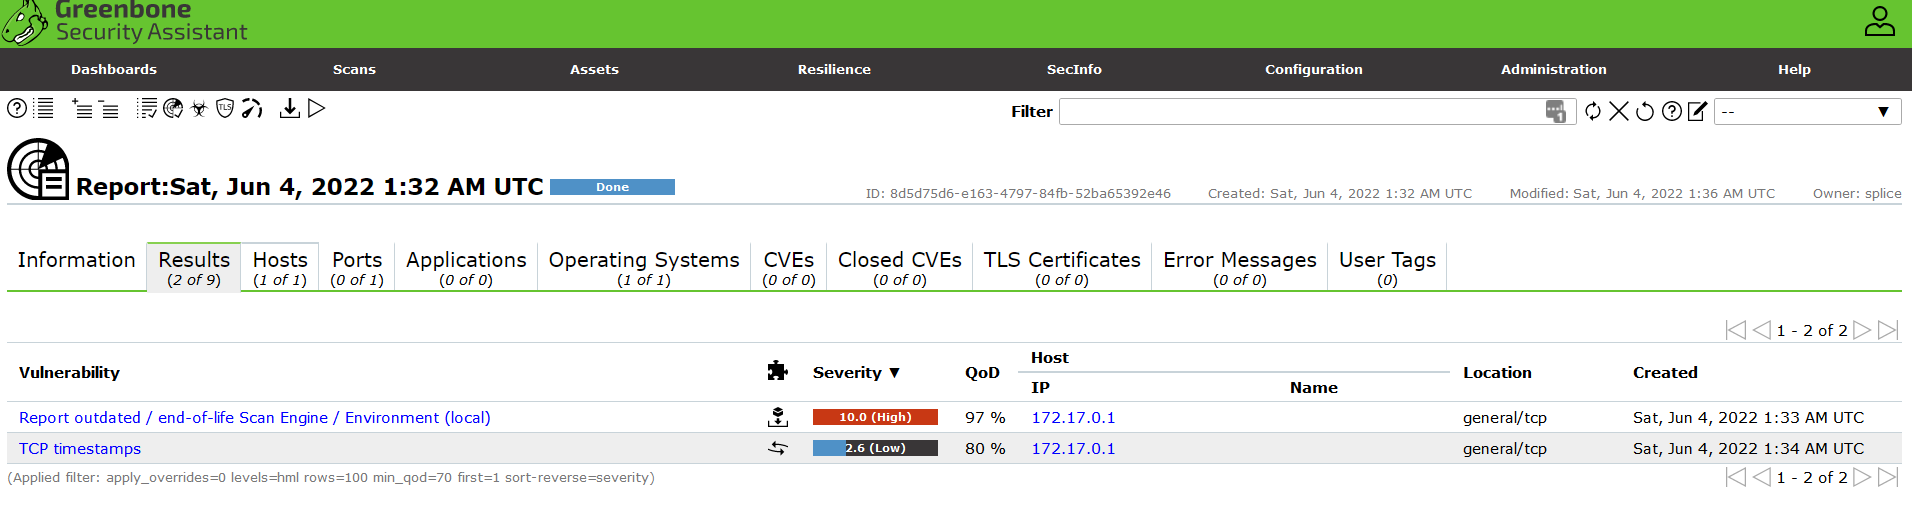 Greenbone
Security Assistant
Dashboards Scans Assets Resilience SecInfo Configuration Administration Help
TLS Filter 1 --
Report:Sat, Jun 4, 2022 1:32 AM UTC Done ID: 8d5d75d6-e163-4797-84fb-52ba65392e46 Created: Sat, Jun 4, 2022 1:32 AM UTC Modified: Sat, Jun 4, 2022 1:36 AM UTC Owner: splice
Information Results Hosts Ports Applications Operating Systems CVEs Closed CVEs TLS Certificates Error Messages User Tags
(2 of 9) (1 of 1) (0 of 1) (0 of 0) (1 of 1) (0 of 0) (0 of 0) (0 of 0) (0 of 0) (0)
1 - 2 of 2
Host
Vulnerability Severity ▼ QoD Location Created
IP Name
Report outdated / end-of-life Scan Engine / Environment (local) 10.0 (High) 97 % 172.17.0.1 general/tcp Sat, Jun 4, 2022 1:33 AM UTC
TCP timestamps 2.6 (Low) 80 % 172.17.0.1 general/tcp Sat, Jun 4, 2022 1:34 AM UTC
(Applied filter: apply_overrides=0 levels=hml rows=100 min_qod=70 first=1 sort-reverse=severity) 1 - 2 of 2